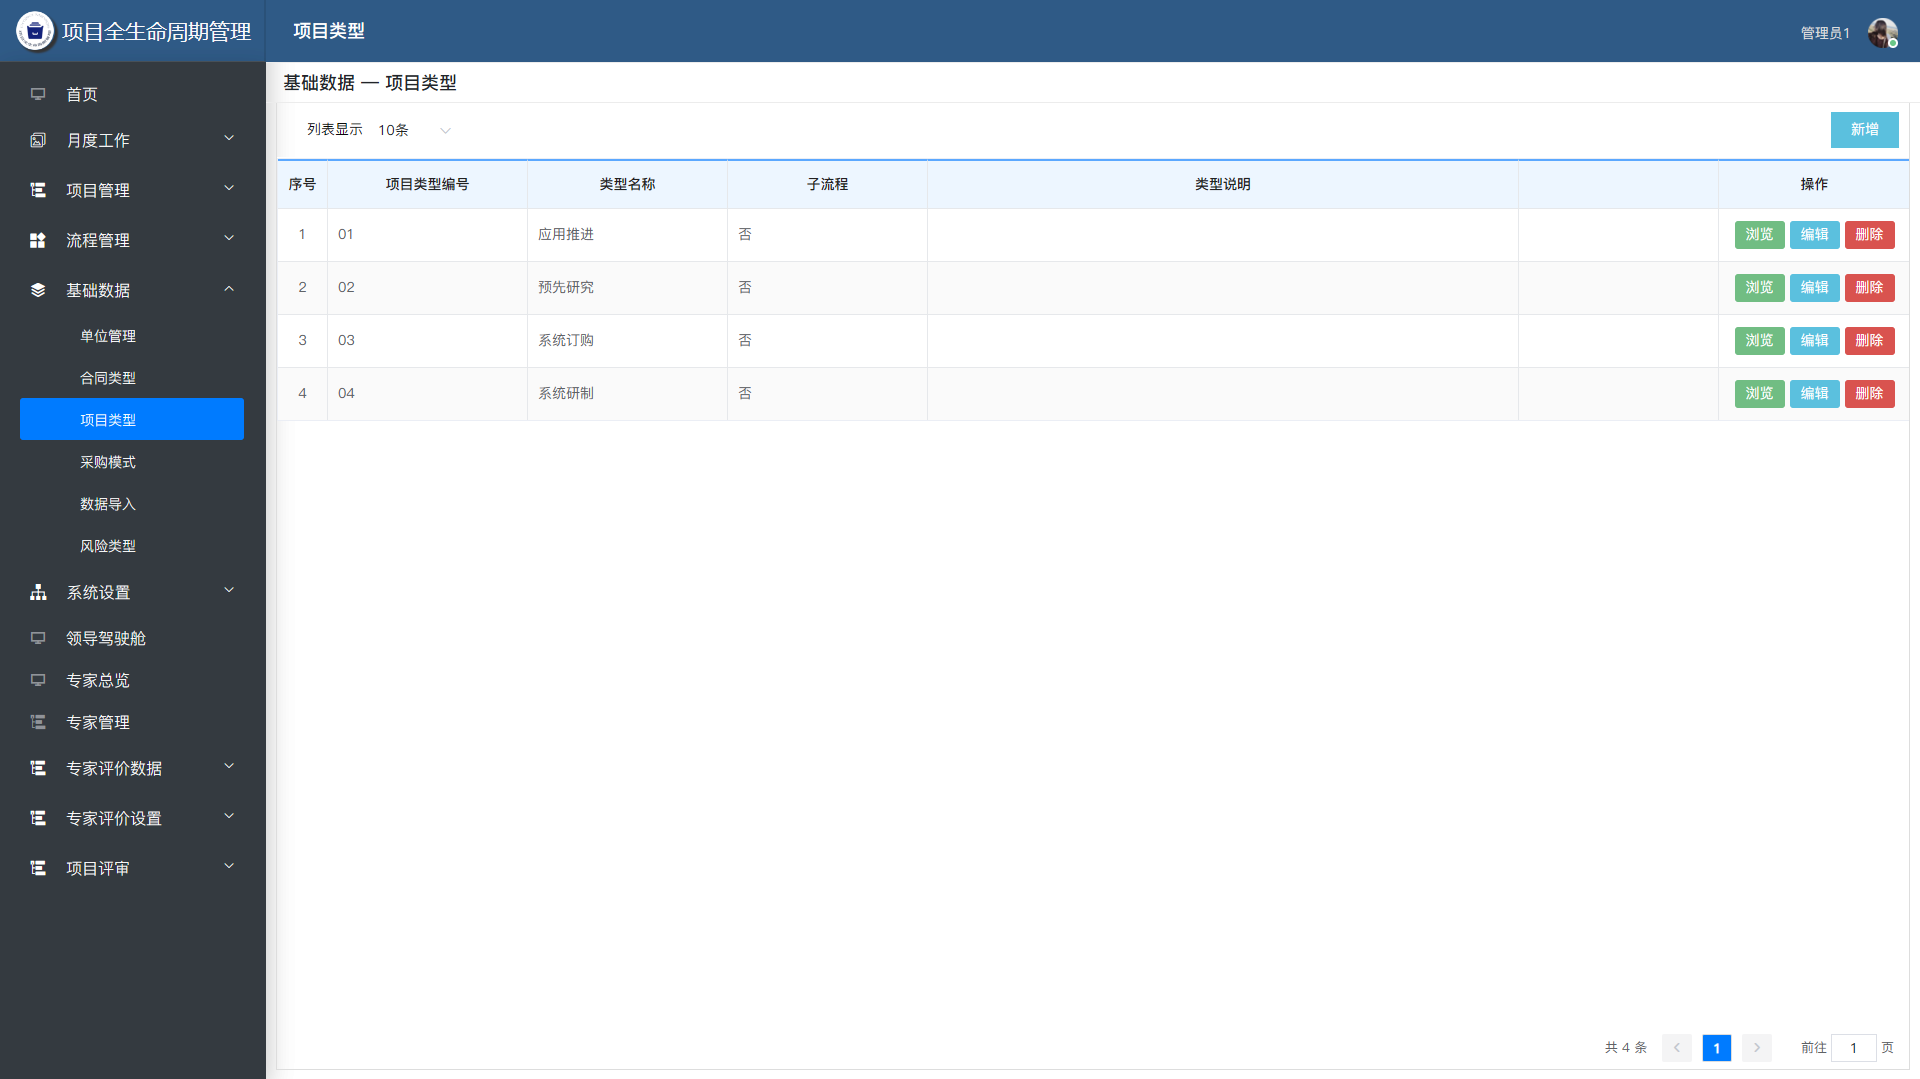 项目全生命周期管理
项目类型
管理员1
首页
月度工作
项目管理
流程管理
基础数据
单位管理
合同类型
项目类型
采购模式
数据导入
风险类型
系统设置
领导驾驶舱
专家总览
专家管理
专家评价数据
专家评价设置
项目评审
基础数据 — 项目类型
列表显示 10条
新增
序号 项目类型编号 类型名称 子流程 类型说明 操作
1 01 应用推进 否 浏览 编辑 删除
2 02 预先研究 否 浏览 编辑 删除
3 03 系统订购 否 浏览 编辑 删除
4 04 系统研制 否 浏览 编辑 删除
共 4 条 1 前往 1 页